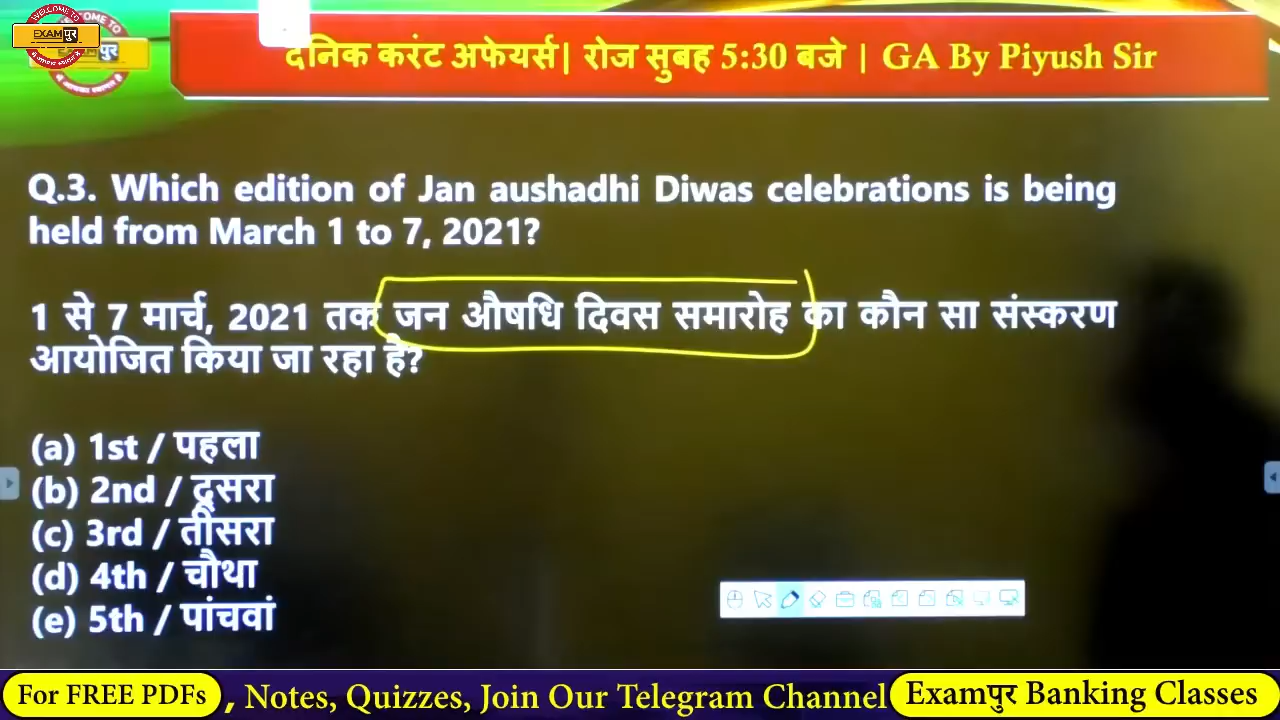 WELLCOME TO
EXAMपुर
दैनिक करंट अफेयर्स| रोज सुबह 5:30 बजे | GA By Piyush Sir
Q.3. Which edition of Jan aushadhi Diwas celebrations is being
held from March 1 to 7, 2021?
1 से 7 मार्च, 2021 तक जन औषधि दिवस समारोह का कौन सा संस्करण
आयोजित किया जा रहा है?
(a) 1st / पहला
(b) 2nd / दूसरा
(c) 3rd / तीसरा
(d) 4th / चौथा
(e) 5th / पांचवां
For FREE PDFs , Notes, Quizzes, Join Our Telegram Channel Examपुर Banking Classes